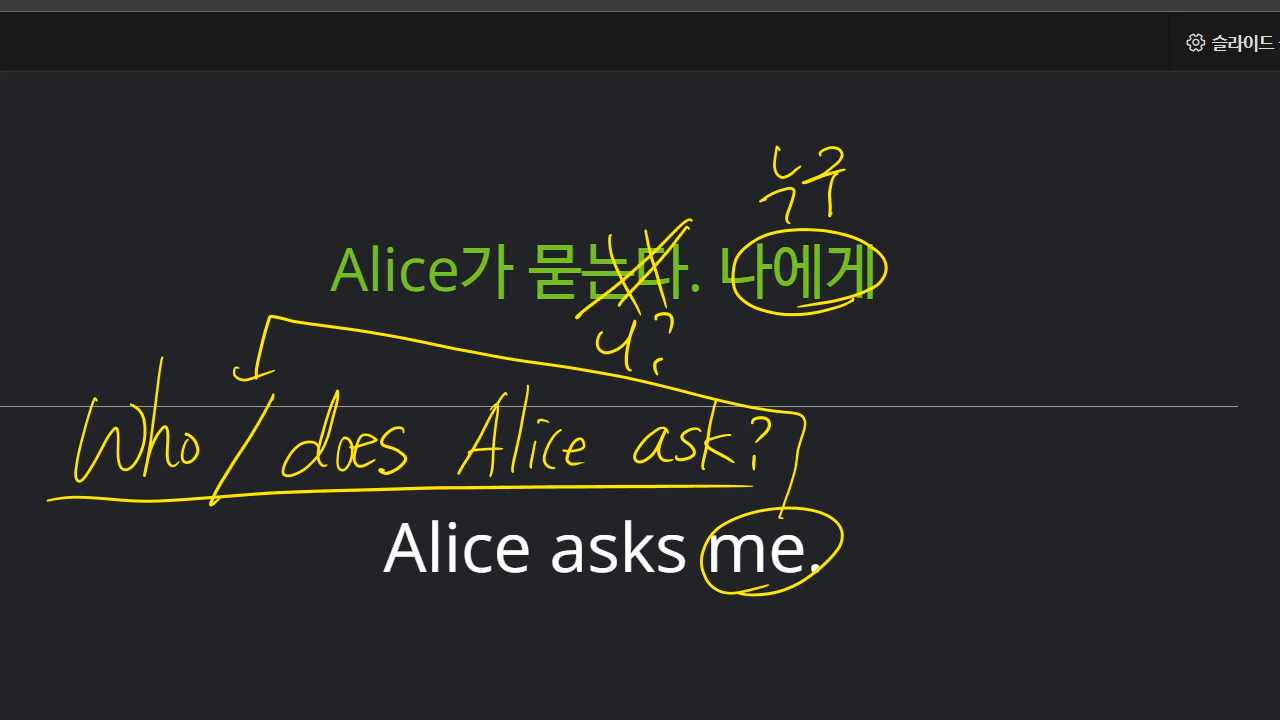 슬라이드
누구
Alice가 묻는다. 나에게
니?
Who / does Alice ask?
Alice asks me.